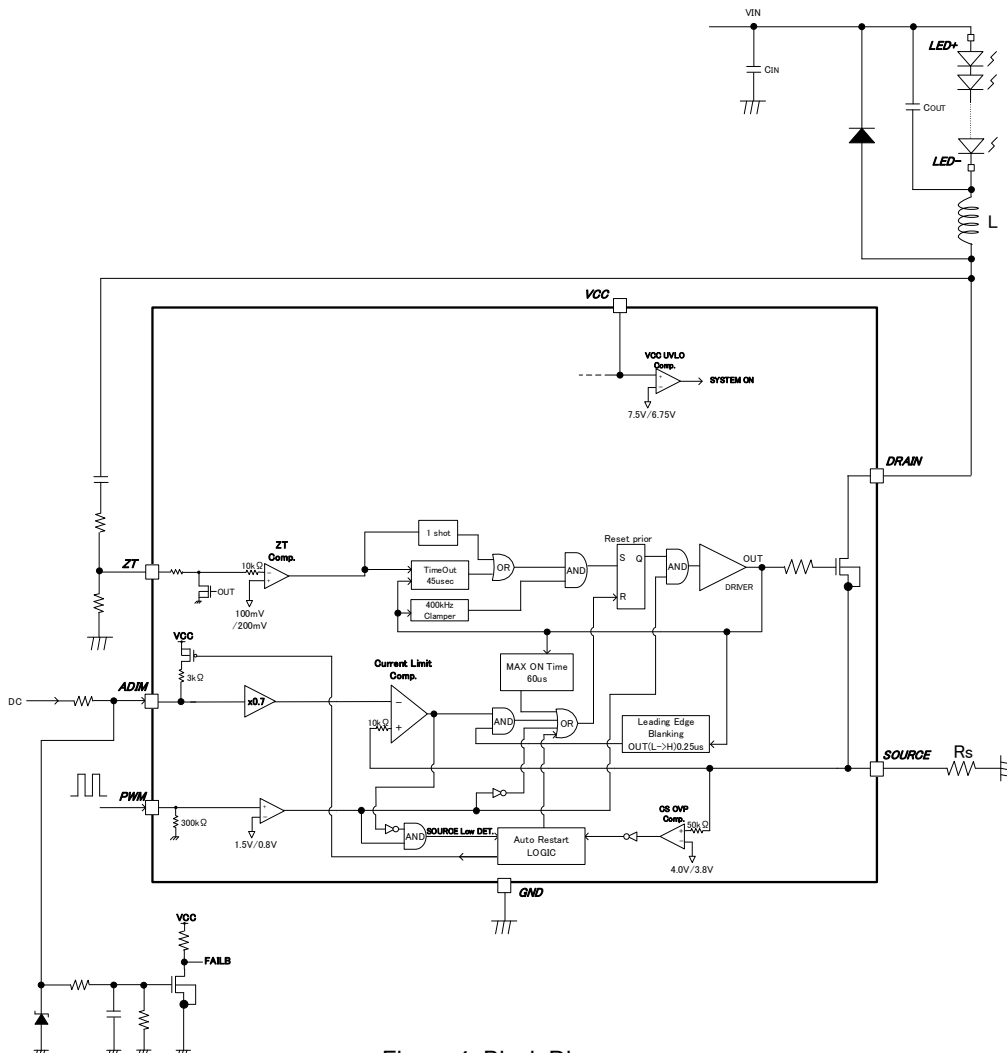 VIN
LED+
CIN
COUT
LED-
L
VCC
VCC UVLO
Comp.
SYSTEM ON
7.5V/6.75V
DRAIN
ZT
10kΩ
ZT
Comp.
OUT
100mV
/200mV
1 shot
TimeOut
45usec
400kHz
Clamper
OR
AND
Reset prior
S Q
R
AND
OUT
DRIVER
VCC
3kΩ
MAX ON Time
60us
DC
ADIM
x0.7
Current Limit
Comp.
10kΩ
AND
OR
Leading Edge
Blanking
OUT(L->H)0.25us
SOURCE
Rs
PWM
300kΩ
1.5V/0.8V
AND
SOURCE Low DET.
Auto Restart
LOGIC
CS OVP
Comp.
50kΩ
4.0V/3.8V
GND
VCC
FAILB